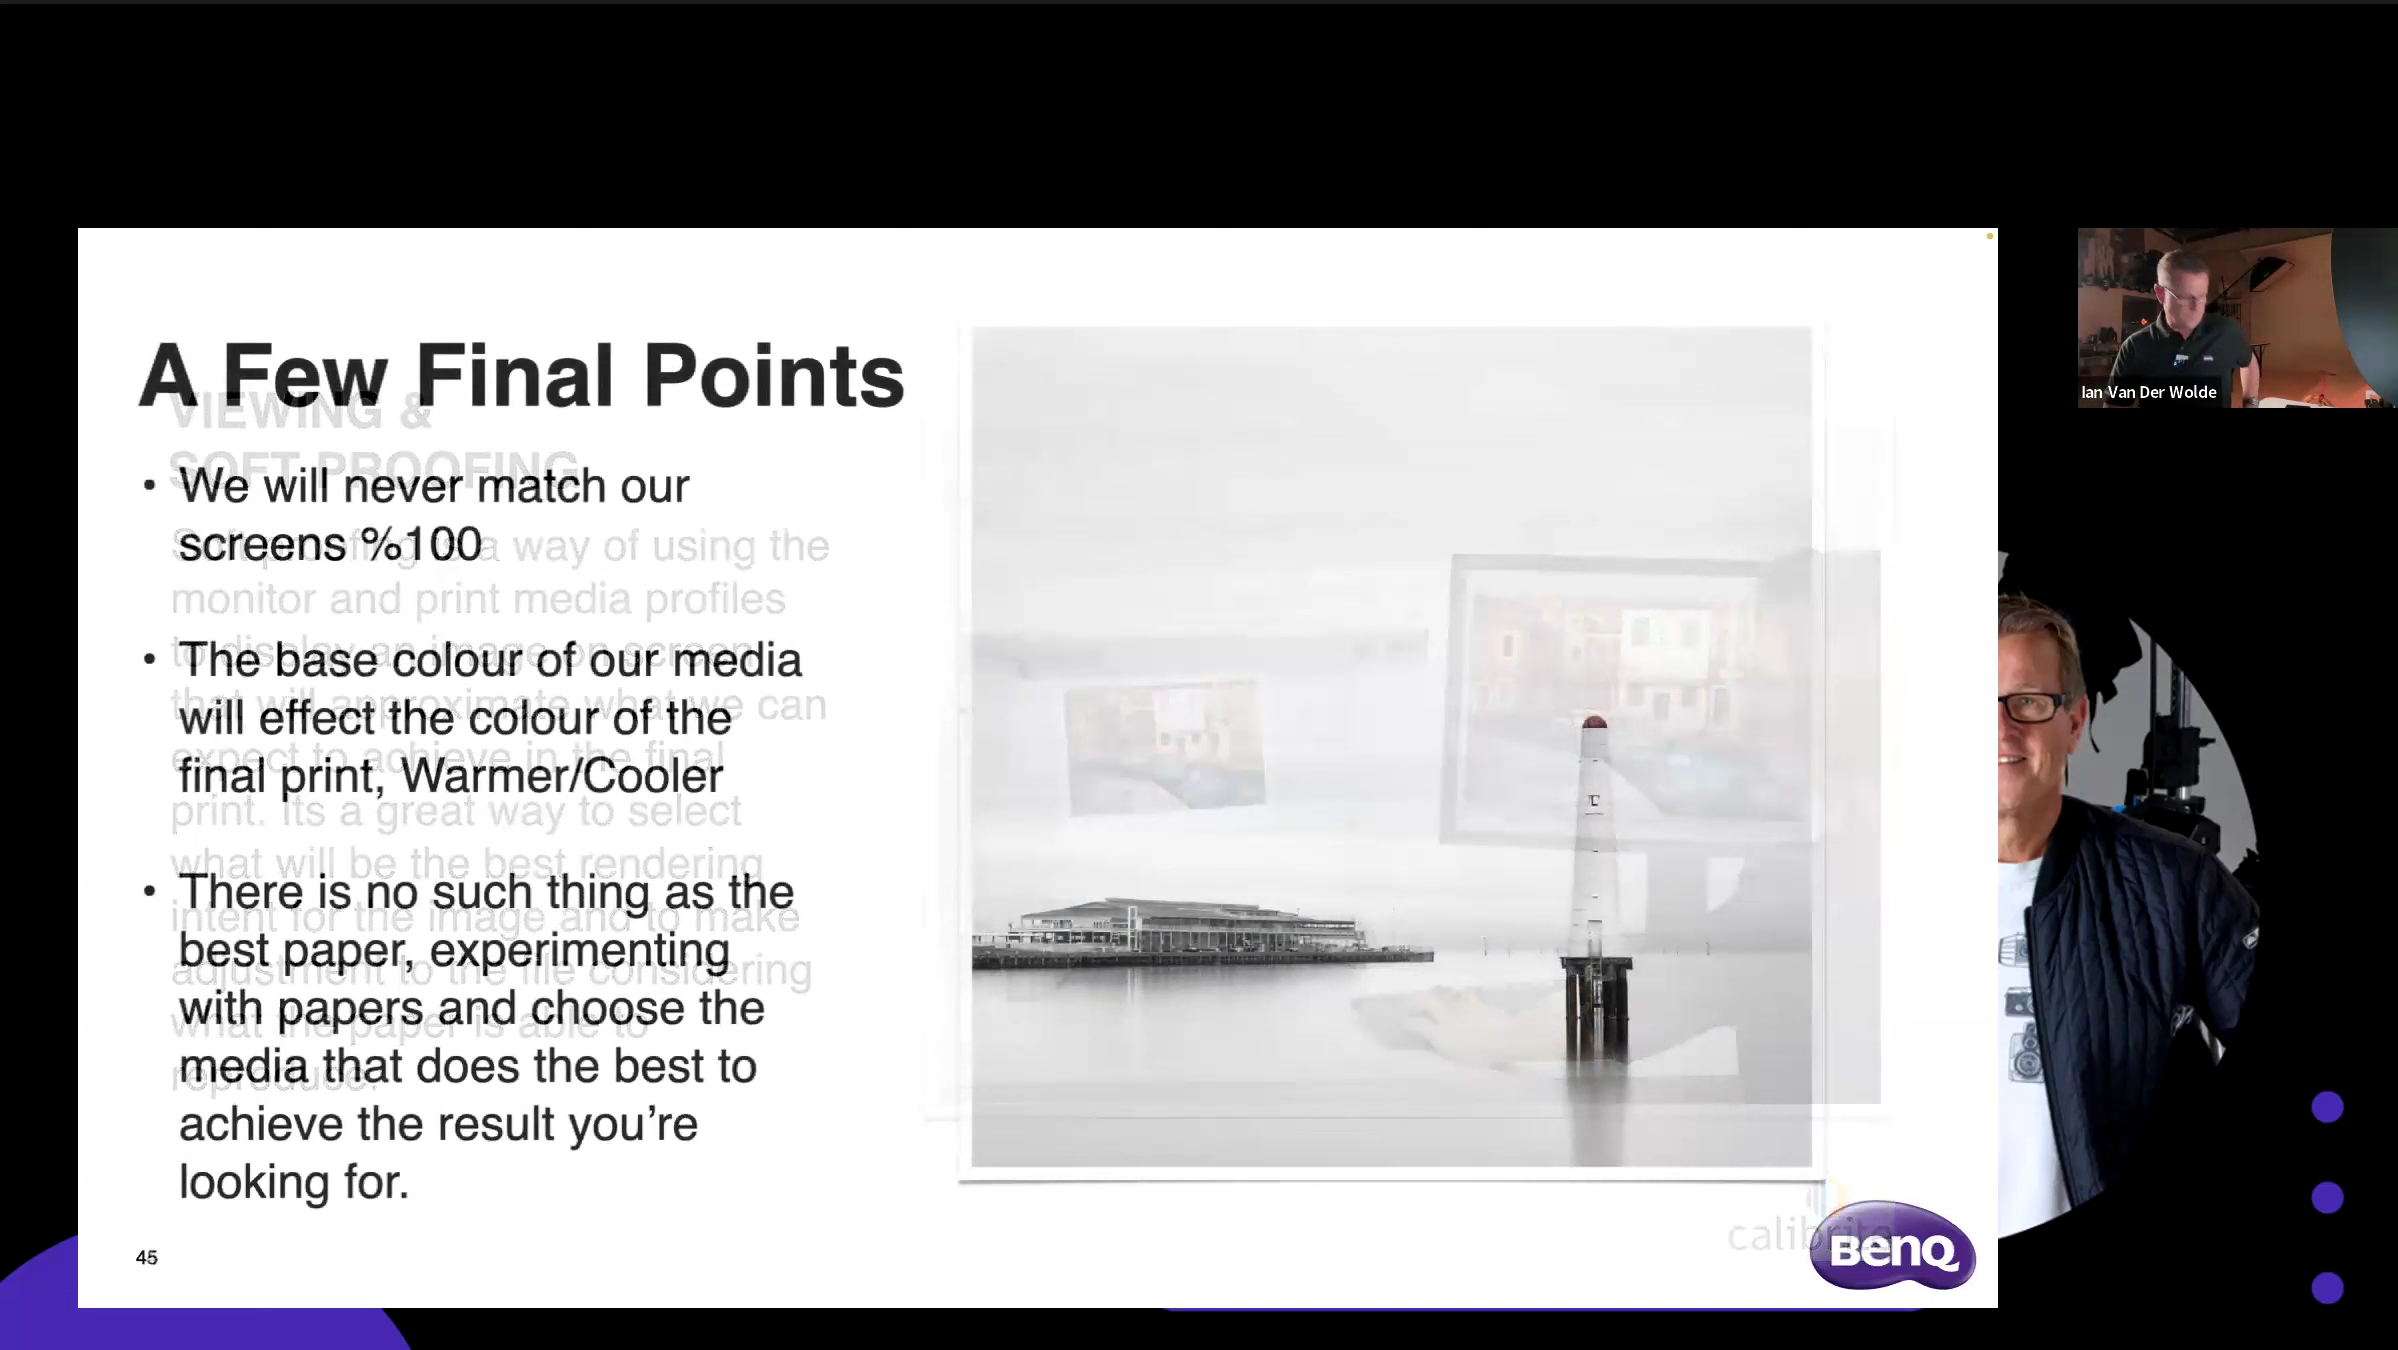 A Few Final Points
• We will never match our
screens %100
• The base colour of our media
will effect the colour of the
final print, Warmer/Cooler
• There is no such thing as the
best paper, experimenting
with papers and choose the
media that does the best to
achieve the result you're
looking for.
45
VIEWING &
SOFT PROOFING
Soft proofing is a way of using the
monitor and print media profiles
to display an image on screen
that will approximate what we can
expect to achieve in the final
print. Its a great way to select
what will be the best rendering
intent for the image and to make
adjustment to the file considering
what the paper is able to
reproduce.
calibrite
BenQ
Ian Van Der Wolde